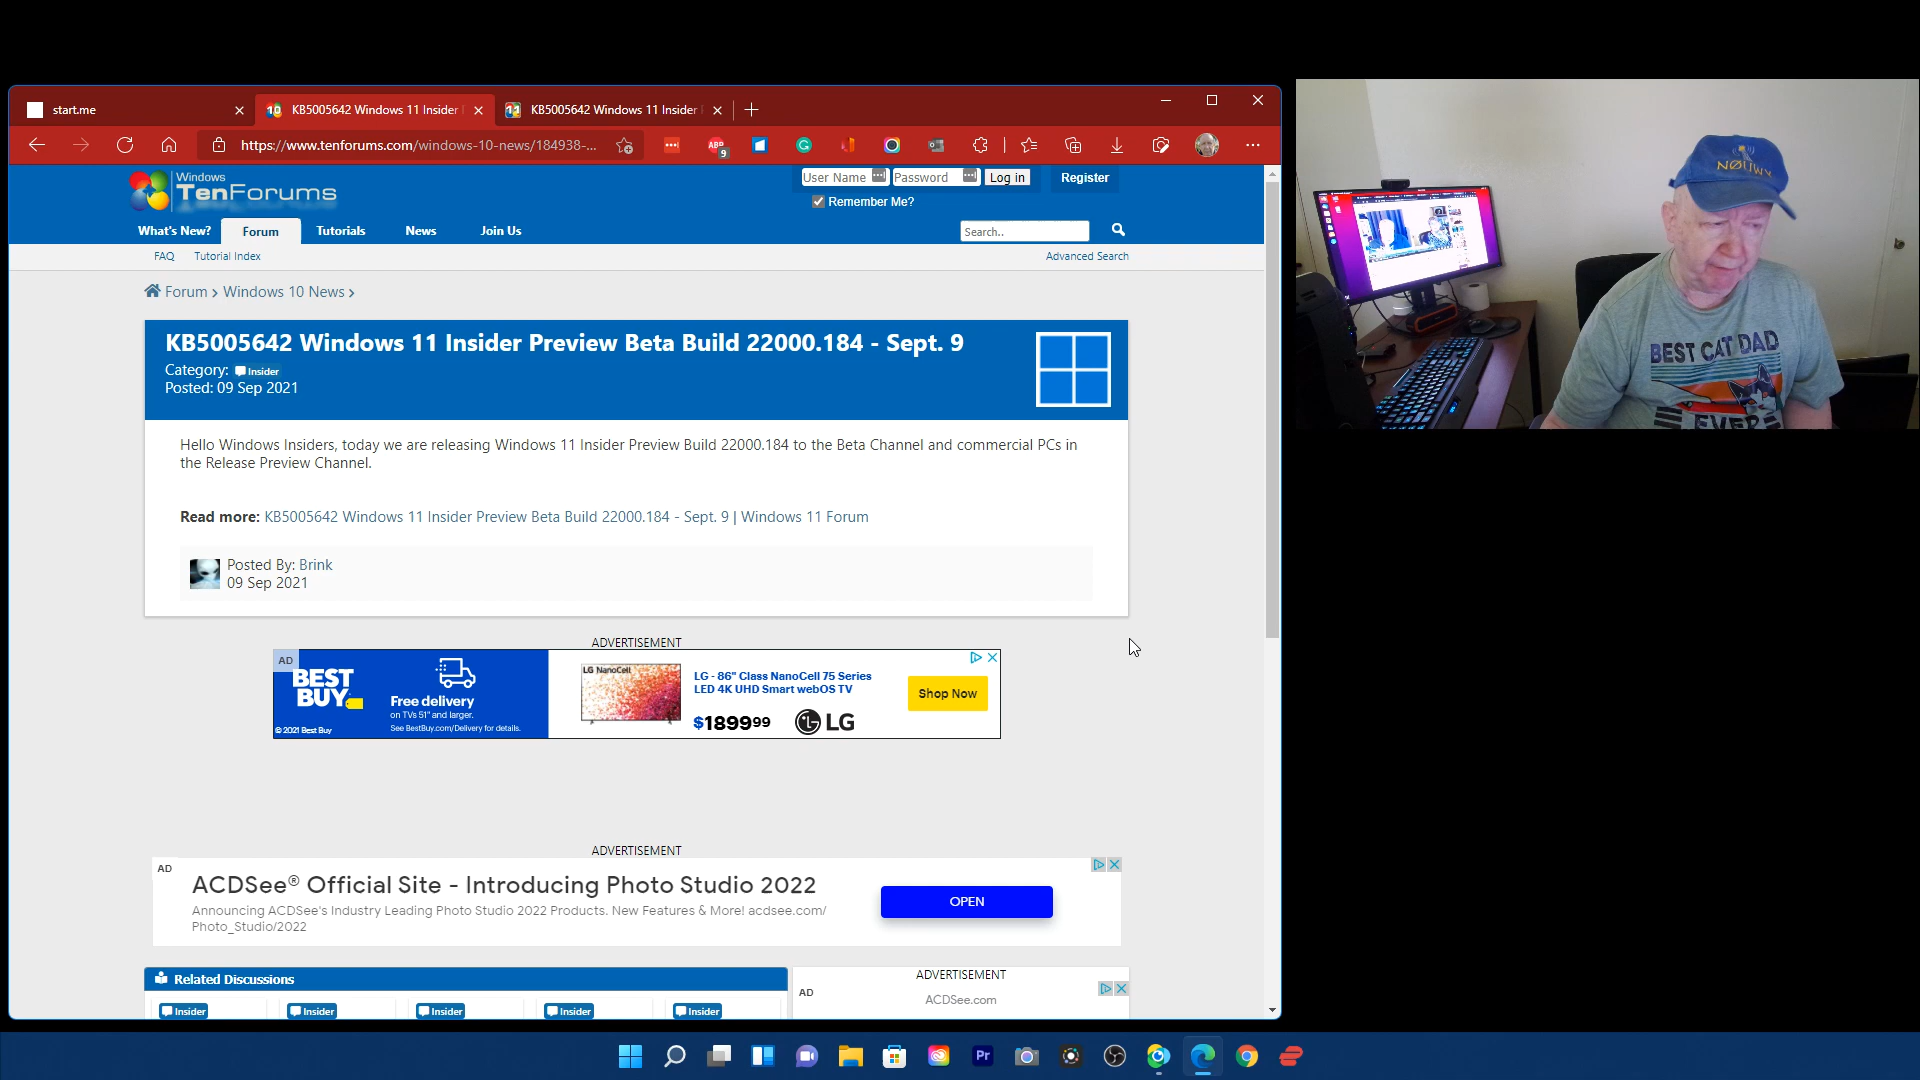 start.me
KB5005642 Windows 11 Insider
KB5005642 Windows 11 Insider
https://www.tenforums.com/windows-10-news/184938-...
ABP
9
Windows
TenForums
User Name
Password
Log in
Register
Remember Me?
What's New?
Forum
Tutorials
News
Join Us
Search..
FAQ
Tutorial Index
Advanced Search
Forum
Windows 10 News
KB5005642 Windows 11 Insider Preview Beta Build 22000.184 - Sept. 9
Category: Insider
Posted: 09 Sep 2021
Hello Windows Insiders, today we are releasing Windows 11 Insider Preview Build 22000.184 to the Beta Channel and commercial PCs in
the Release Preview Channel.
Read more: KB5005642 Windows 11 Insider Preview Beta Build 22000.184 - Sept. 9 | Windows 11 Forum
Posted By: Brink
09 Sep 2021
ADVERTISEMENT
AD
BEST
BUY
© 2021 Best Buy
Free delivery
on TVs 51" and larger.
See BestBuy.com/Delivery for details.
LG NanoCell
LG - 86" Class NanoCell 75 Series
LED 4K UHD Smart webOS TV
$1899.99
LG
Shop Now
ADVERTISEMENT
AD
ACDSee® Official Site - Introducing Photo Studio 2022
Announcing ACDSee's Industry Leading Photo Studio 2022 Products. New Features & More! acdsee.com/
Photo_Studio/2022
OPEN
Related Discussions
Insider
Insider
Insider
Insider
Insider
ADVERTISEMENT
AD
ACDSee.com
Pr
NØUWY
BEST CAT DAD
EVER